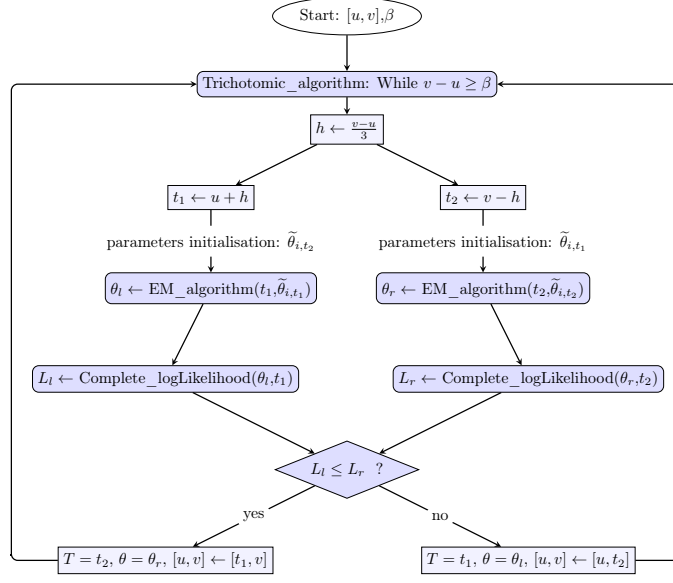 Start: [u, v],β
Trichotomic_algorithm: While v − u ≥ β
h ← (v−u)/3
t₁ ← u + h
t₂ ← v − h
parameters initialisation: θ̃ᵢ,ₜ₂
parameters initialisation: θ̃ᵢ,ₜ₁
θₗ ← EM_algorithm(t₁,θ̃ᵢ,ₜ₁)
θᵣ ← EM_algorithm(t₂,θ̃ᵢ,ₜ₂)
Lₗ ← Complete_logLikelihood(θₗ,t₁)
Lᵣ ← Complete_logLikelihood(θᵣ,t₂)
Lₗ ≤ Lᵣ ?
yes
no
T = t₂, θ = θᵣ, [u, v] ← [t₁, v]
T = t₁, θ = θₗ, [u, v] ← [u, t₂]